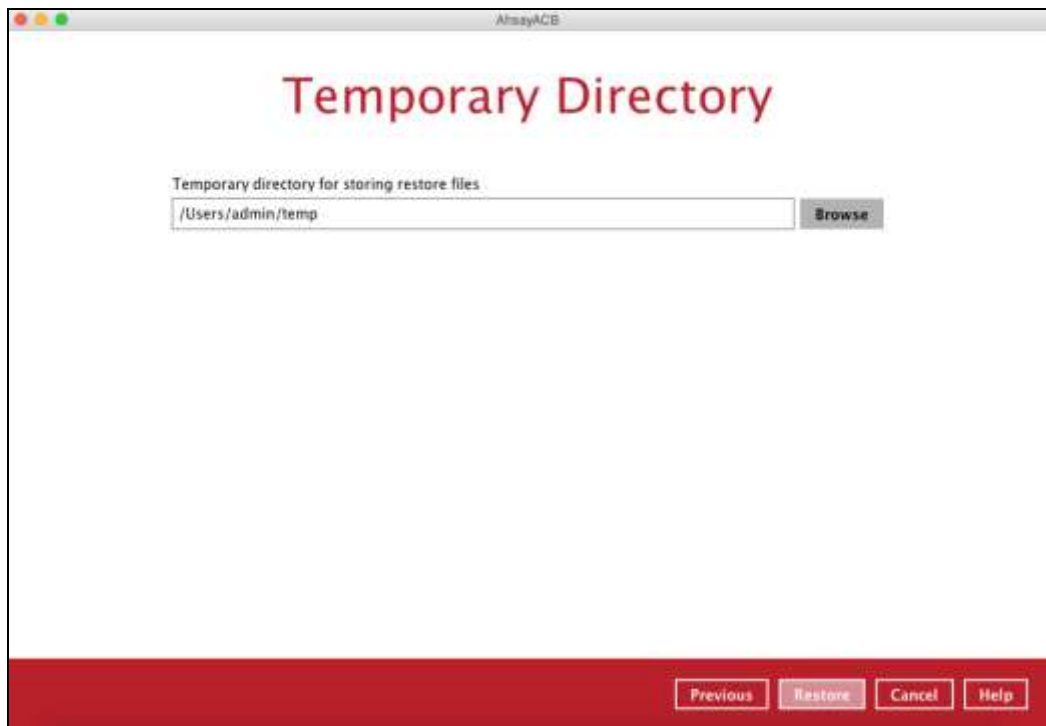 AhsayACB
Temporary Directory
Temporary directory for storing restore files
/Users/admin/temp Browse
Previous Restore Cancel Help